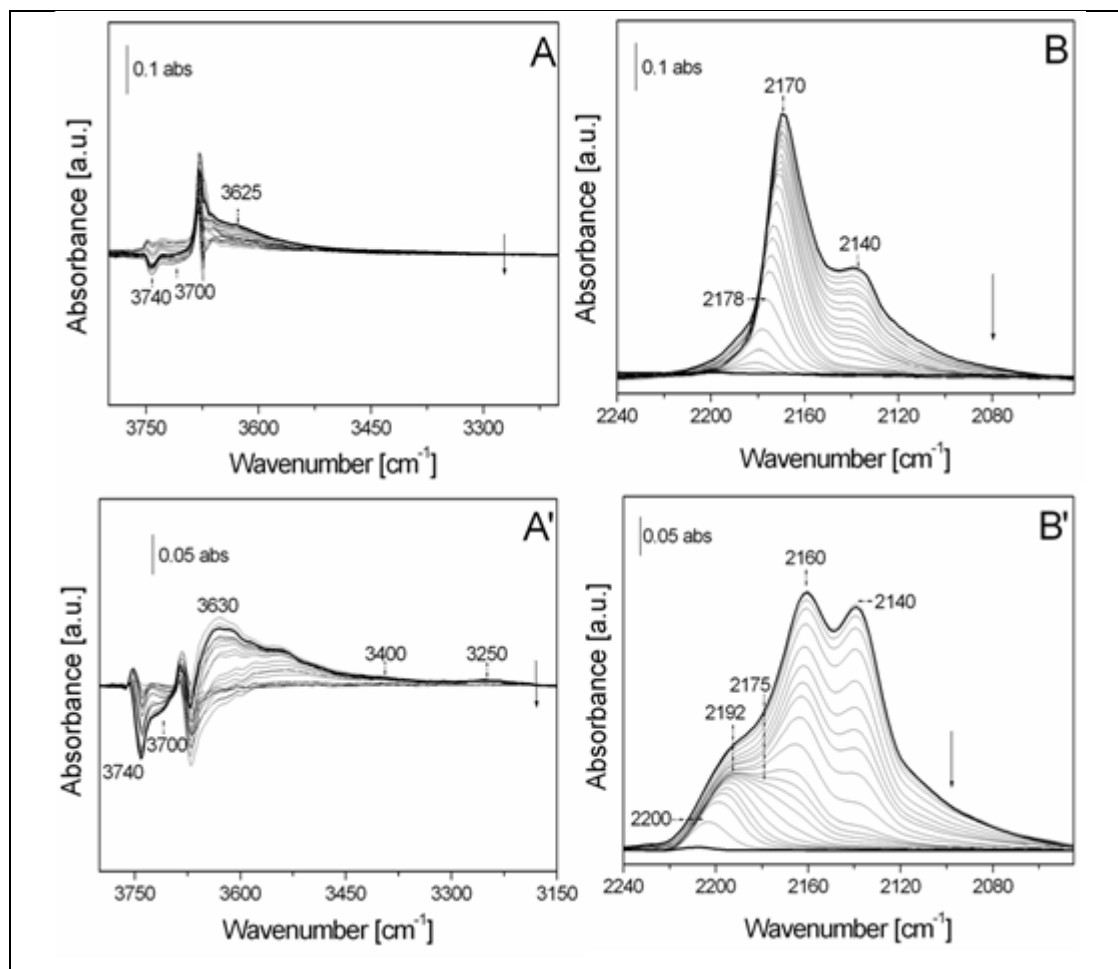 A
0.1 abs
3625
3740
3700
Absorbance [a.u.]
3750 3600 3450 3300
Wavenumber [cm-1]
B
0.1 abs
2170
2140
2178
Absorbance [a.u.]
2240 2200 2160 2120 2080
Wavenumber [cm-1]
A'
0.05 abs
3630
3400
3250
3700
3740
Absorbance [a.u.]
3750 3600 3450 3300 3150
Wavenumber [cm-1]
B'
0.05 abs
2160
2140
2175
2192
2200
Absorbance [a.u.]
2240 2200 2160 2120 2080
Wavenumber [cm-1]